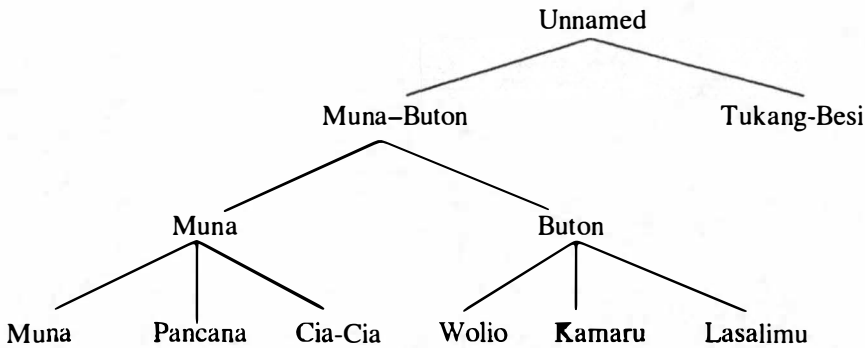 Unnamed
Muna–Buton Tukang-Besi
Muna Buton
Muna Pancana Cia-Cia Wolio Kamaru Lasalimu